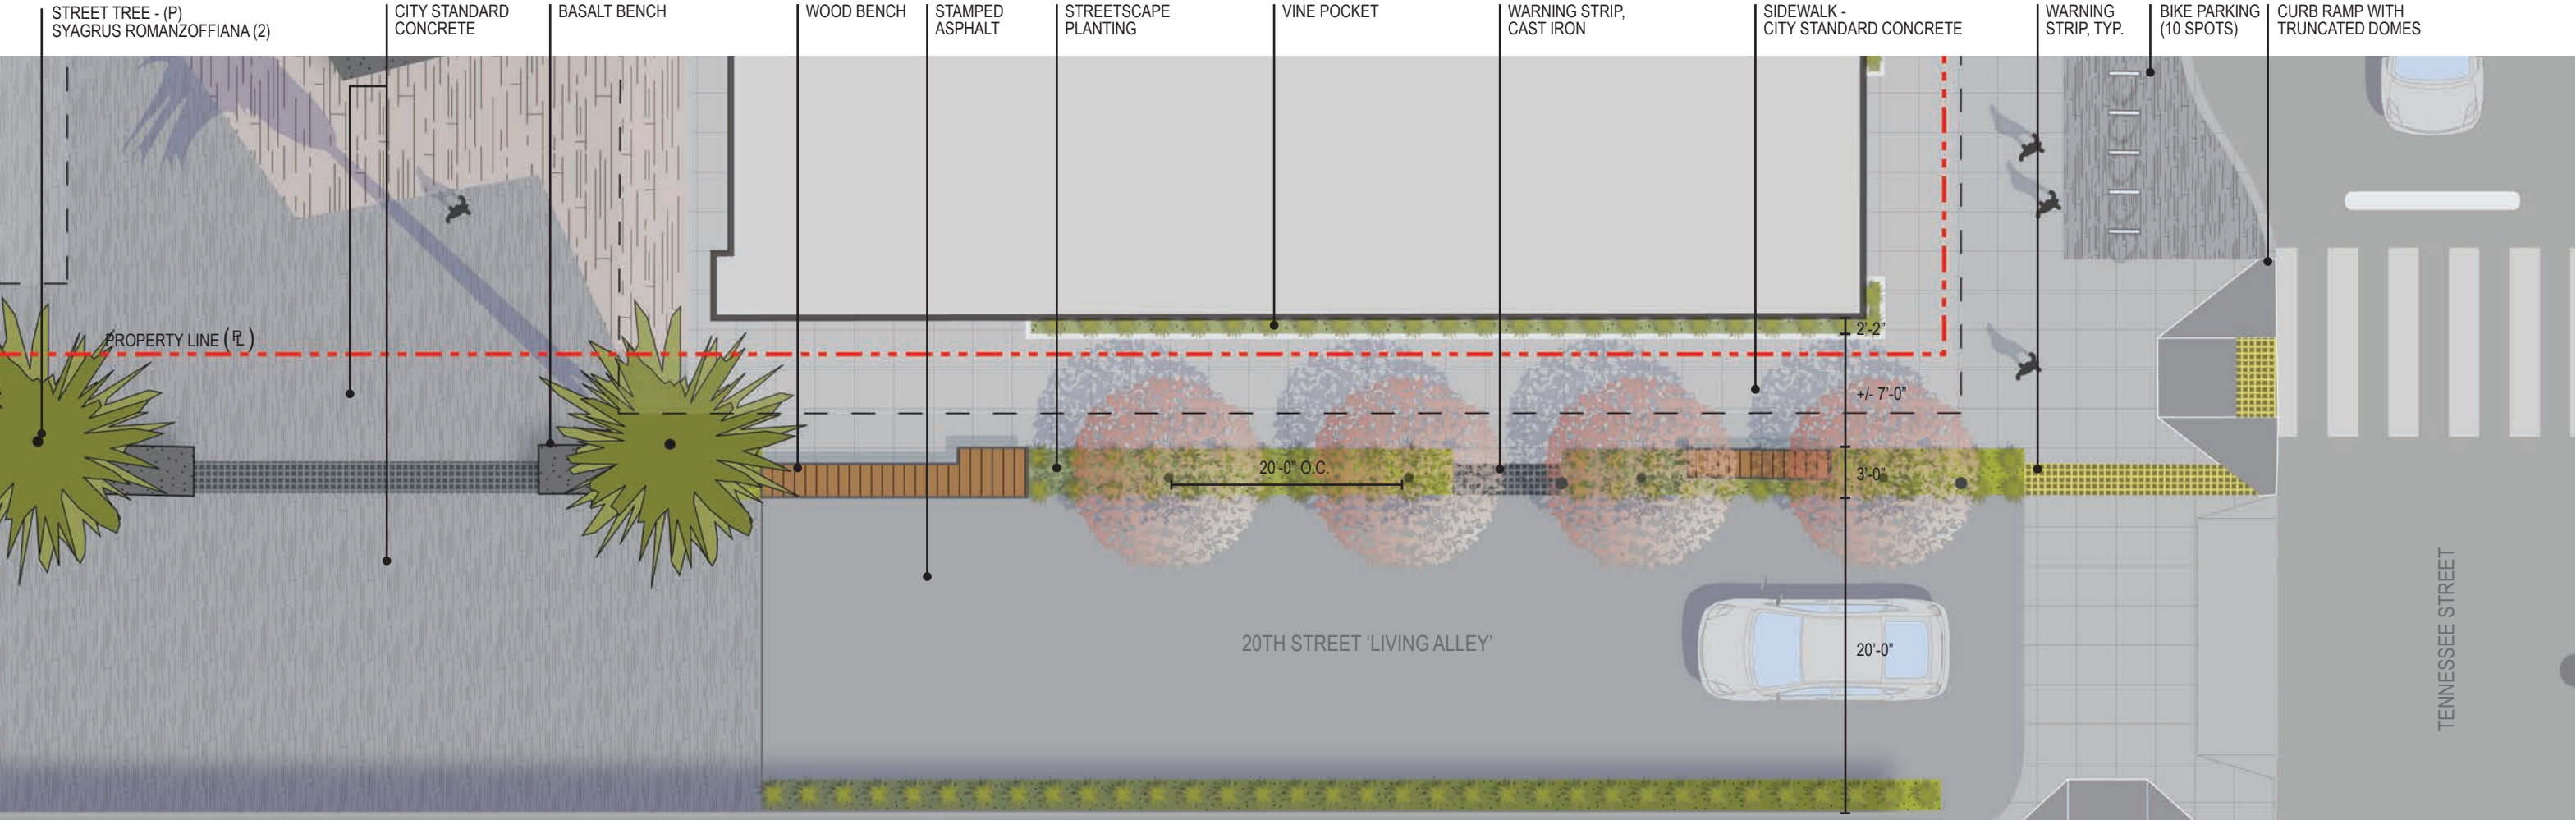 STREET TREE - (P)
SYAGRUS ROMANZOFFIANA (2)
CITY STANDARD
CONCRETE
BASALT BENCH
WOOD BENCH
STAMPED
ASPHALT
STREETSCAPE
PLANTING
VINE POCKET
WARNING STRIP,
CAST IRON
SIDEWALK -
CITY STANDARD CONCRETE
WARNING
STRIP, TYP.
BIKE PARKING
(10 SPOTS)
CURB RAMP WITH
TRUNCATED DOMES
PROPERTY LINE (PL)
2'-2"
+/- 7'-0"
20'-0" O.C.
3'-0"
20'-0"
20TH STREET 'LIVING ALLEY'
TENNESSEE STREET